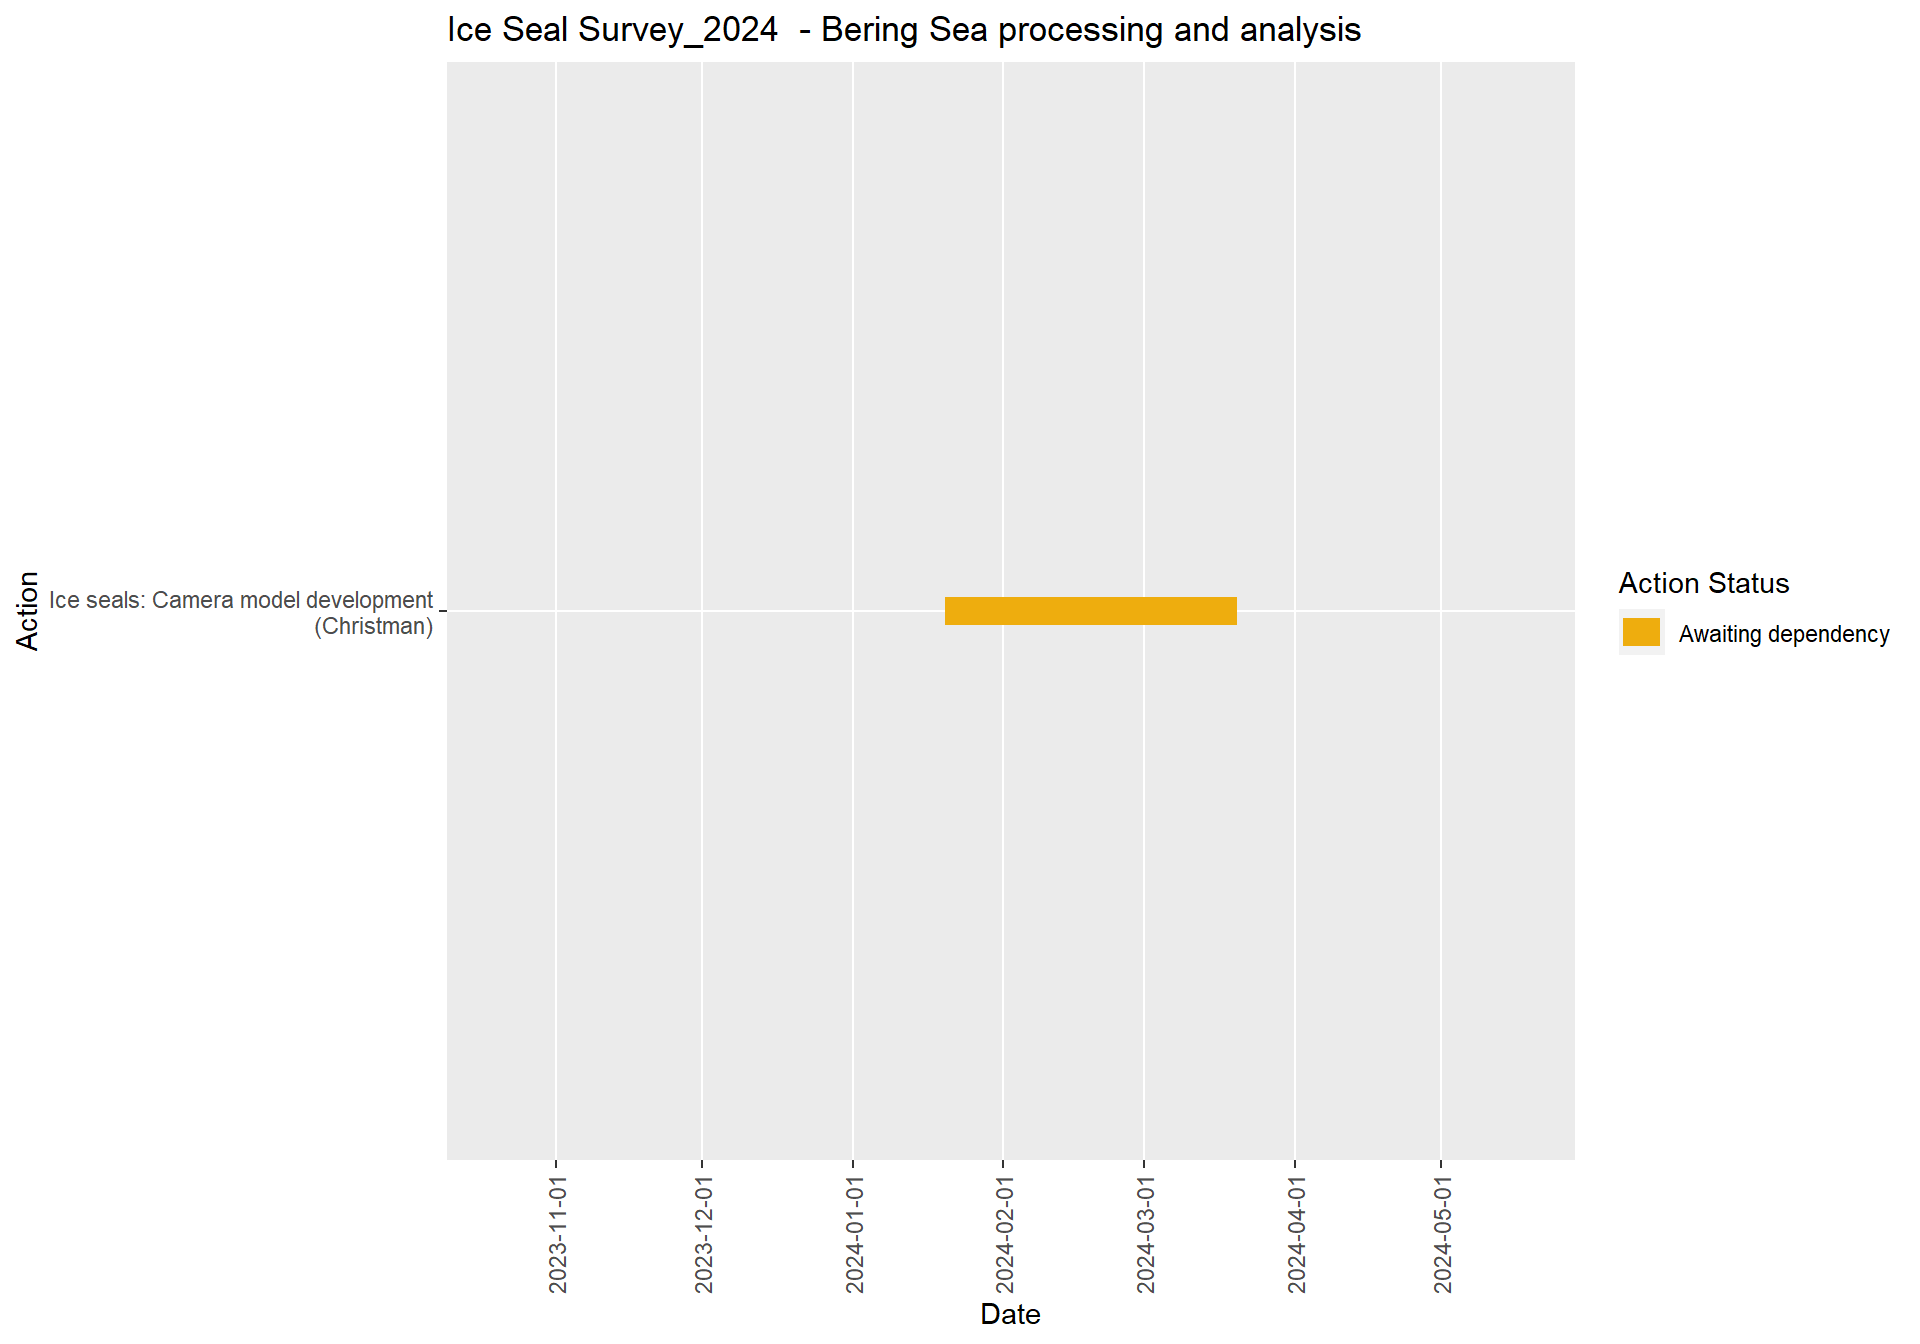 Ice Seal Survey_2024  - Bering Sea processing and analysis
Action
Ice seals: Camera model development
(Christman)
Action Status
Awaiting dependency
2023-11-01
2023-12-01
2024-01-01
2024-02-01
2024-03-01
2024-04-01
2024-05-01
Date